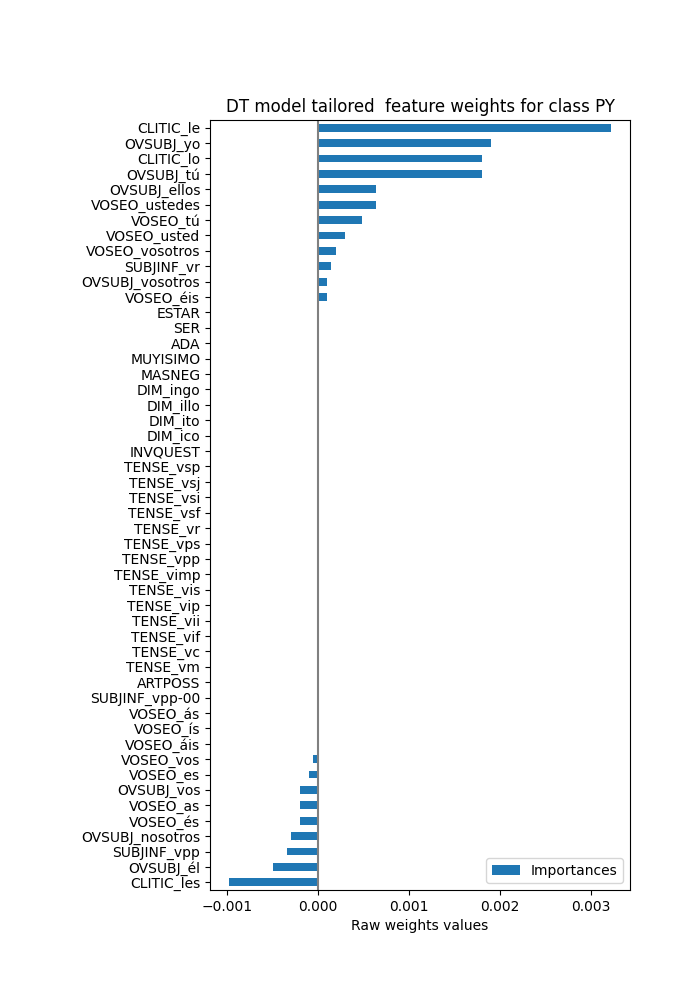 DT model tailored  feature weights for class PY
CLITIC_le
OVSUBJ_yo
CLITIC_lo
OVSUBJ_tú
OVSUBJ_ellos
VOSEO_ustedes
VOSEO_tú
VOSEO_usted
VOSEO_vosotros
SUBJINF_vr
OVSUBJ_vosotros
VOSEO_éis
ESTAR
SER
ADA
MUYISIMO
MASNEG
DIM_ingo
DIM_illo
DIM_ito
DIM_ico
INVQUEST
TENSE_vsp
TENSE_vsj
TENSE_vsi
TENSE_vsf
TENSE_vr
TENSE_vps
TENSE_vpp
TENSE_vimp
TENSE_vis
TENSE_vip
TENSE_vii
TENSE_vif
TENSE_vc
TENSE_vm
ARTPOSS
SUBJINF_vpp-00
VOSEO_ás
VOSEO_ís
VOSEO_áis
VOSEO_vos
VOSEO_es
OVSUBJ_vos
VOSEO_as
VOSEO_és
OVSUBJ_nosotros
SUBJINF_vpp
OVSUBJ_él
CLITIC_les
Importances
−0.001 0.000 0.001 0.002 0.003
Raw weights values